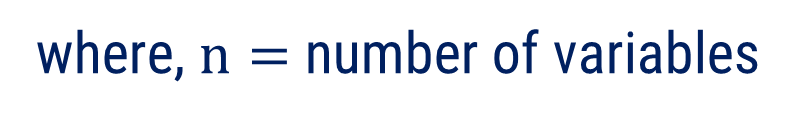 where, n = number of variables